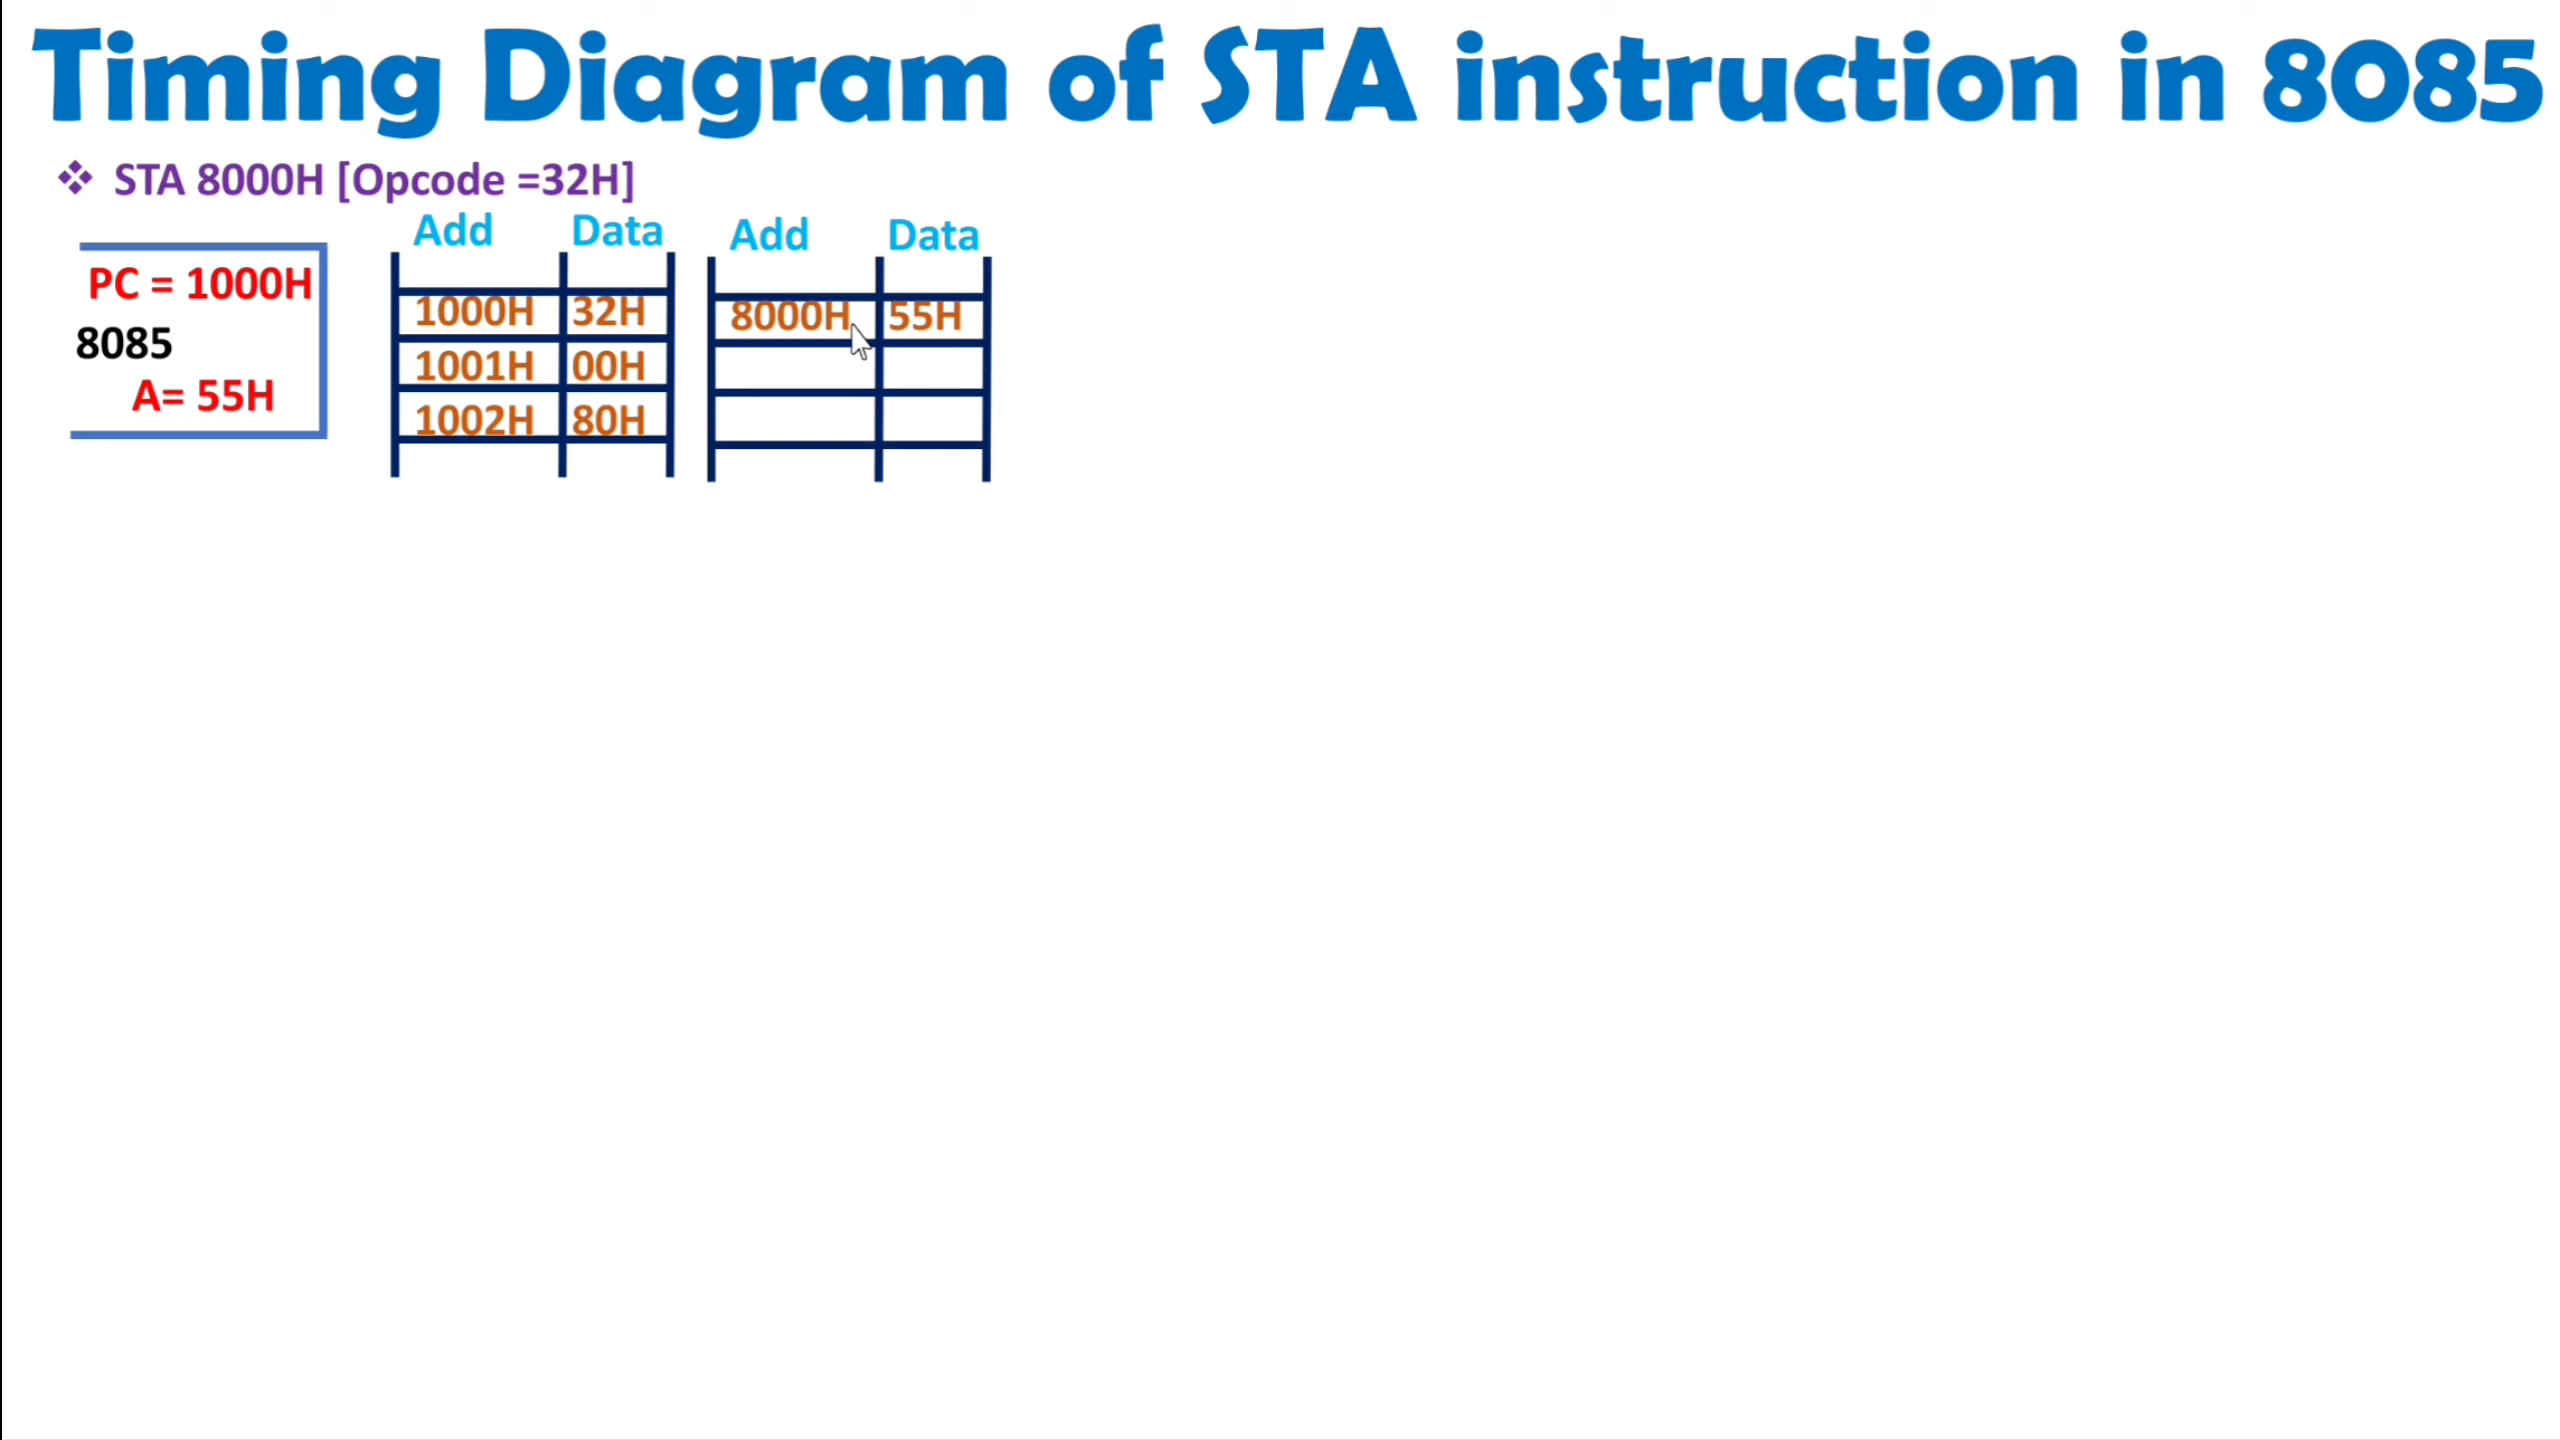 Timing Diagram of STA instruction in 8085
❖ STA 8000H [Opcode =32H]
PC = 1000H
8085
A= 55H
Add Data
1000H 32H
1001H 00H
1002H 80H
Add Data
8000H 55H